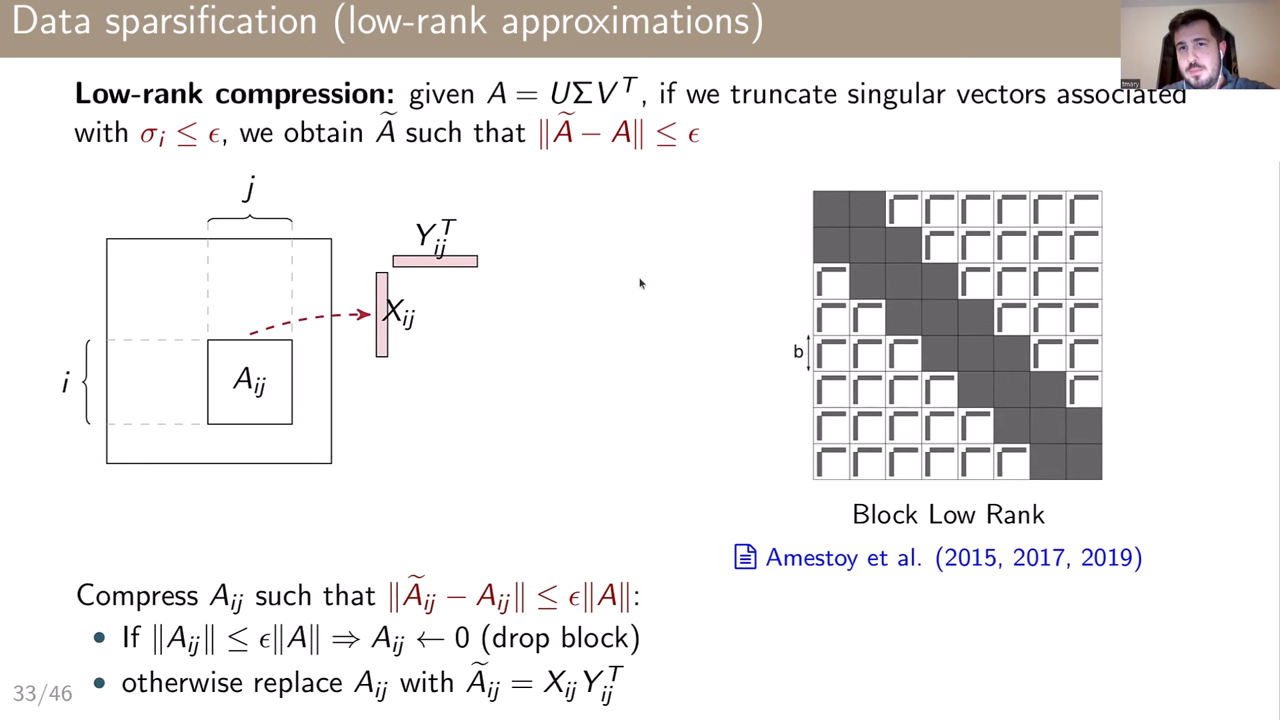 Data sparsification (low-rank approximations)
tmary
Low-rank compression: given A = UΣV^T, if we truncate singular vectors associated
with σ_i ≤ ϵ, we obtain Ã such that ‖Ã − A‖ ≤ ϵ
j
Y_ij^T
X_ij
i
A_ij
b
Block Low Rank
Amestoy et al. (2015, 2017, 2019)
Compress A_ij such that ‖Ã_ij − A_ij‖ ≤ ϵ‖A‖:
• If ‖A_ij‖ ≤ ϵ‖A‖ ⇒ A_ij ← 0 (drop block)
• otherwise replace A_ij with Ã_ij = X_ij Y_ij^T
33/46